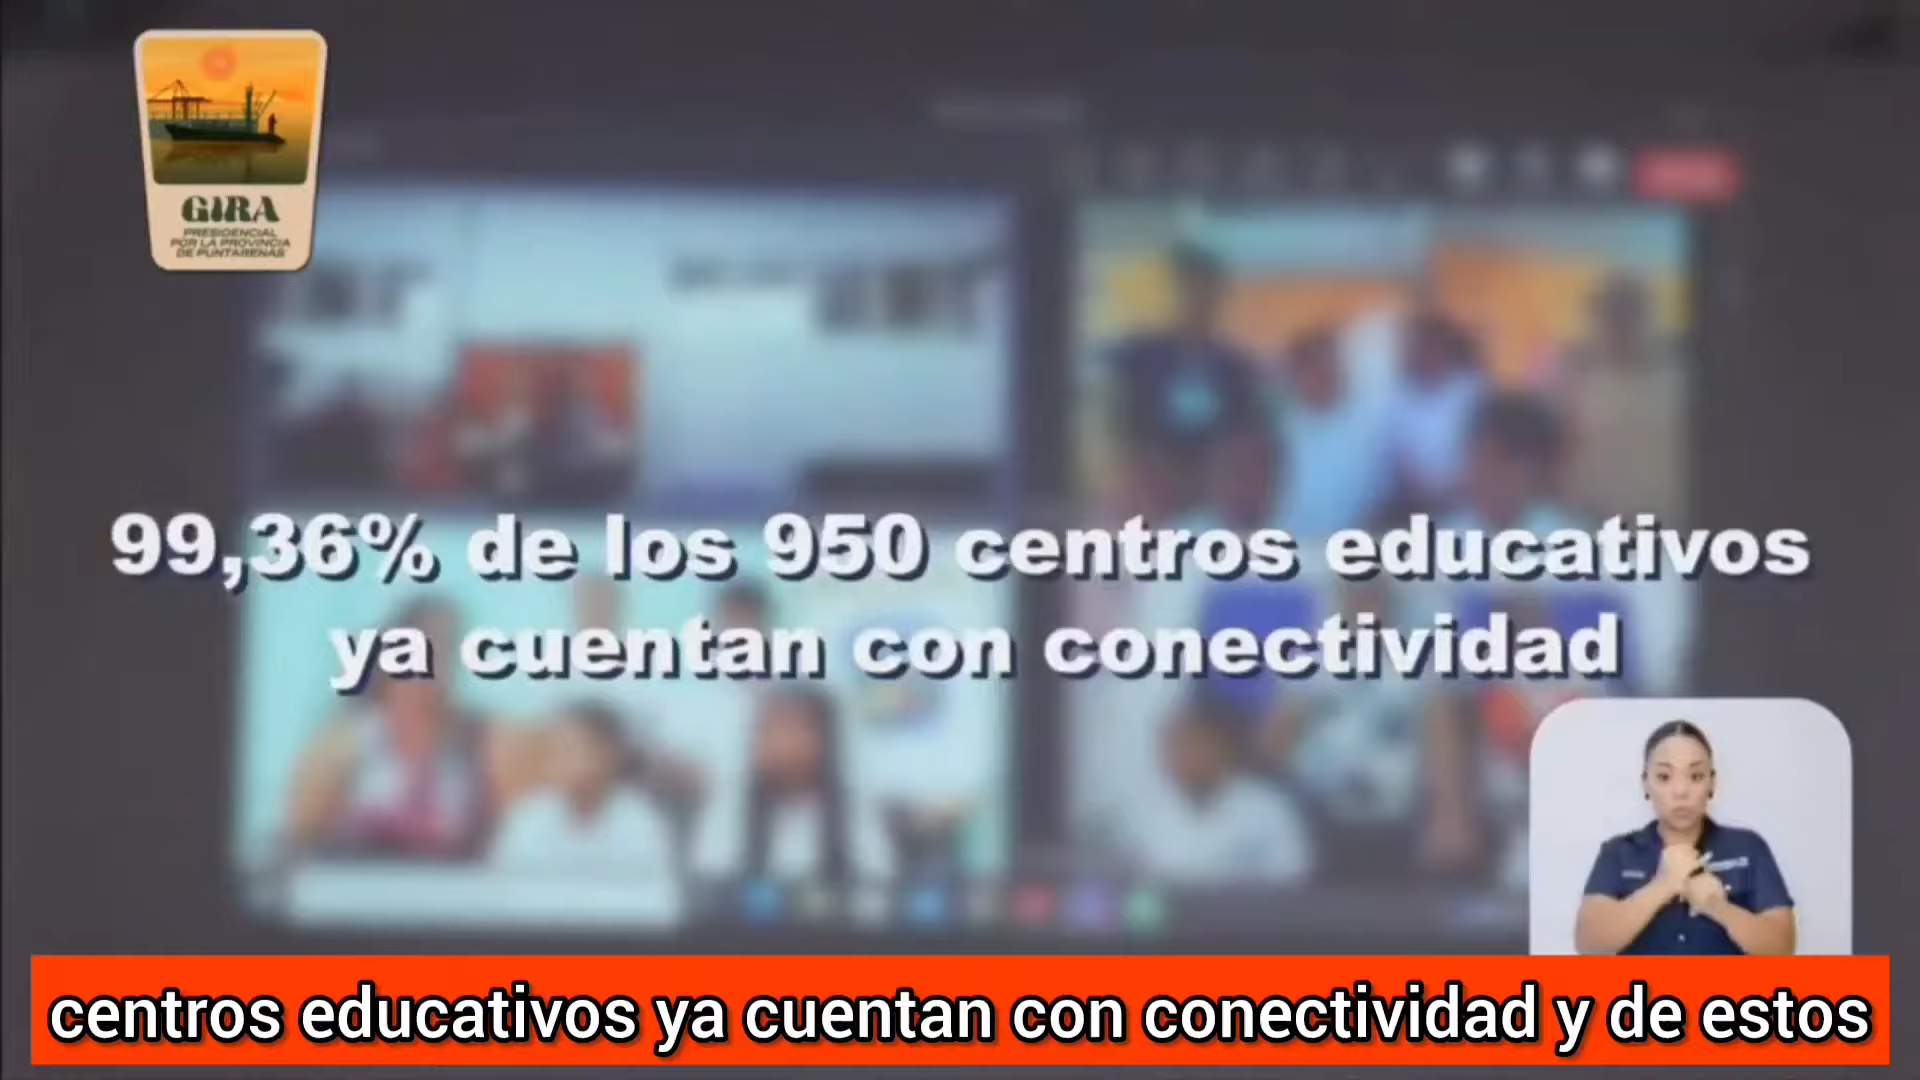 GIRA
PRESIDENCIAL
POR LA PROVINCIA
DE PUNTARENAS
99,36% de los 950 centros educativos
ya cuentan con conectividad
centros educativos ya cuentan con conectividad y de estos